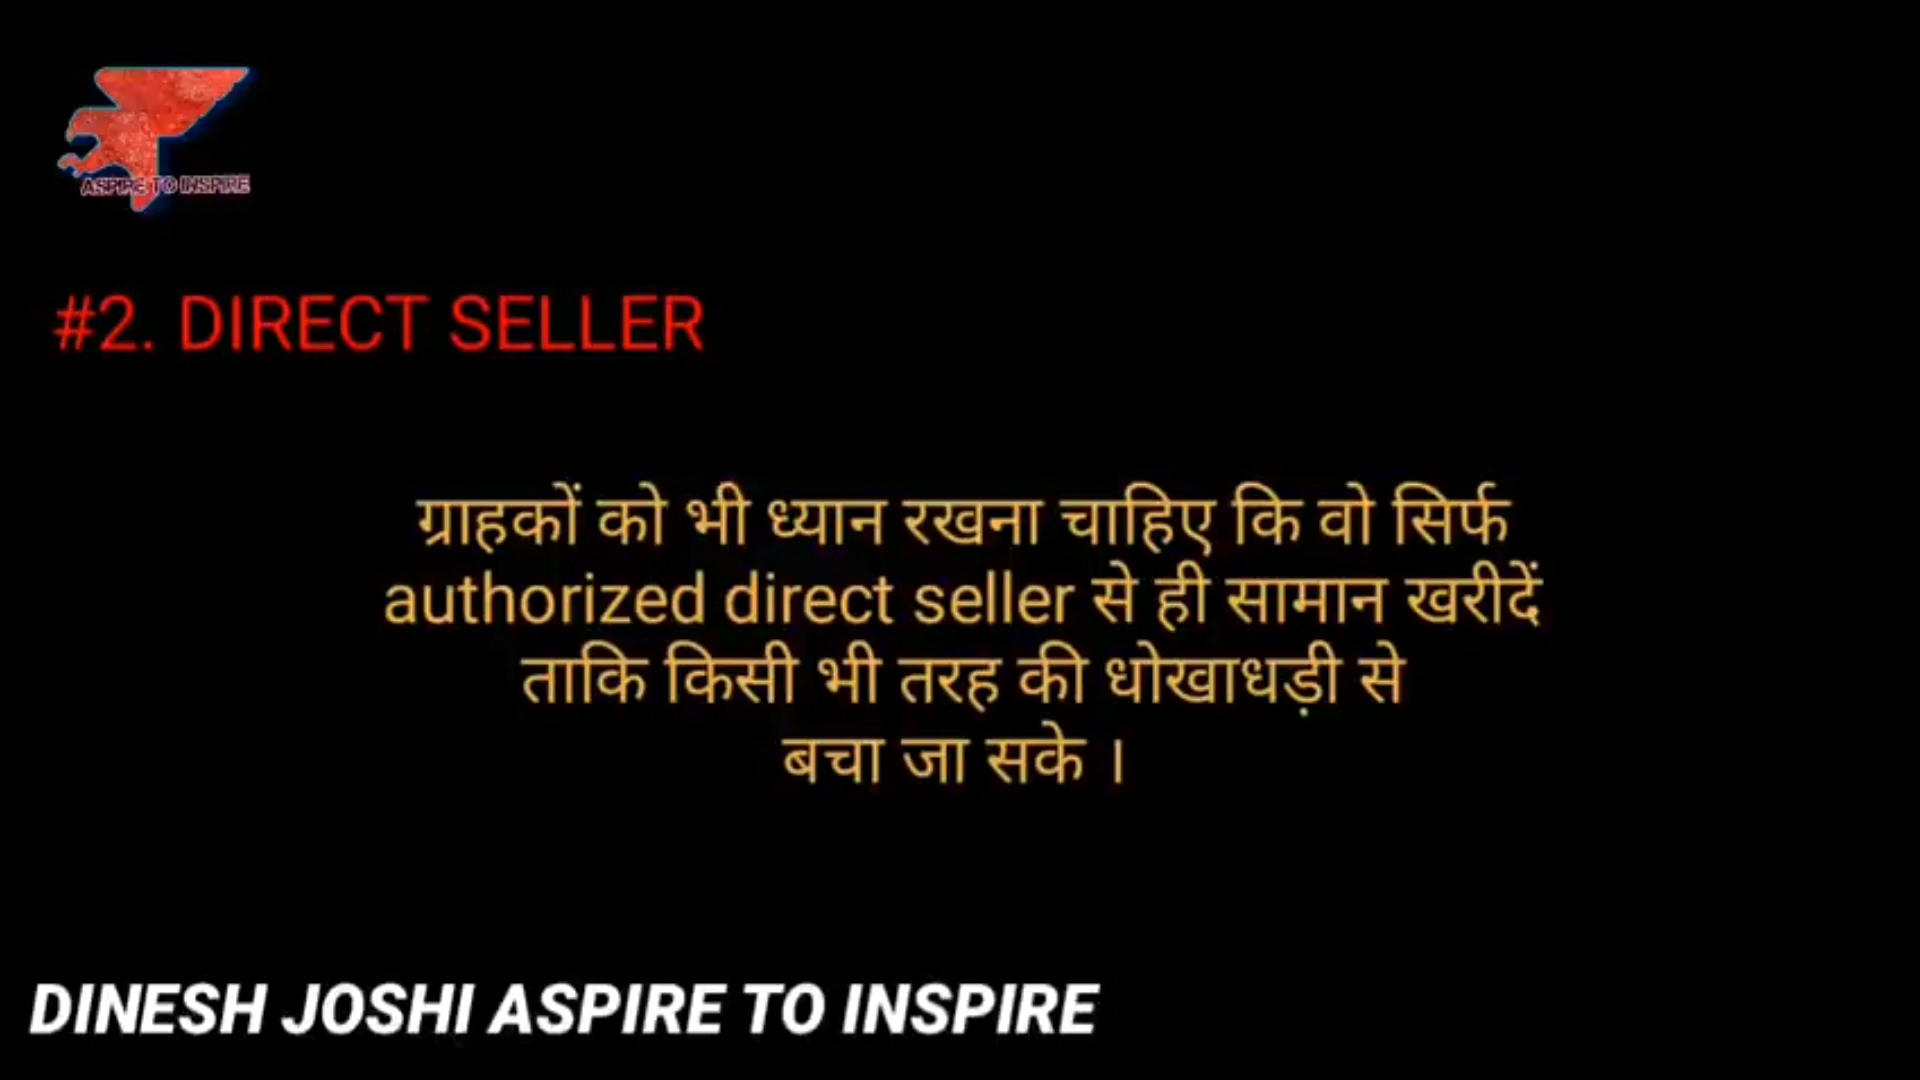 ASPIRE TO INSPIRE
#2. DIRECT SELLER
ग्राहकों को भी ध्यान रखना चाहिए कि वो सिर्फ
authorized direct seller से ही सामान खरीदें
ताकि किसी भी तरह की धोखाधड़ी से
बचा जा सके ।
DINESH JOSHI ASPIRE TO INSPIRE